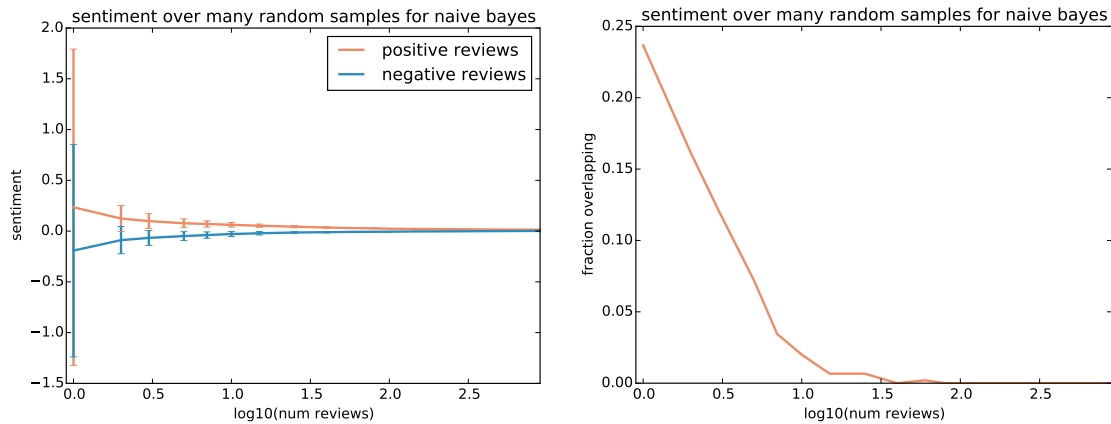 sentiment over many random samples for naive bayes
2.0
1.5
1.0
0.5
0.0
−0.5
−1.0
−1.5
sentiment
positive reviews
negative reviews
0.0 0.5 1.0 1.5 2.0 2.5
log10(num reviews)
sentiment over many random samples for naive bayes
0.25
0.20
0.15
0.10
0.05
0.00
fraction overlapping
0.0 0.5 1.0 1.5 2.0 2.5
log10(num reviews)